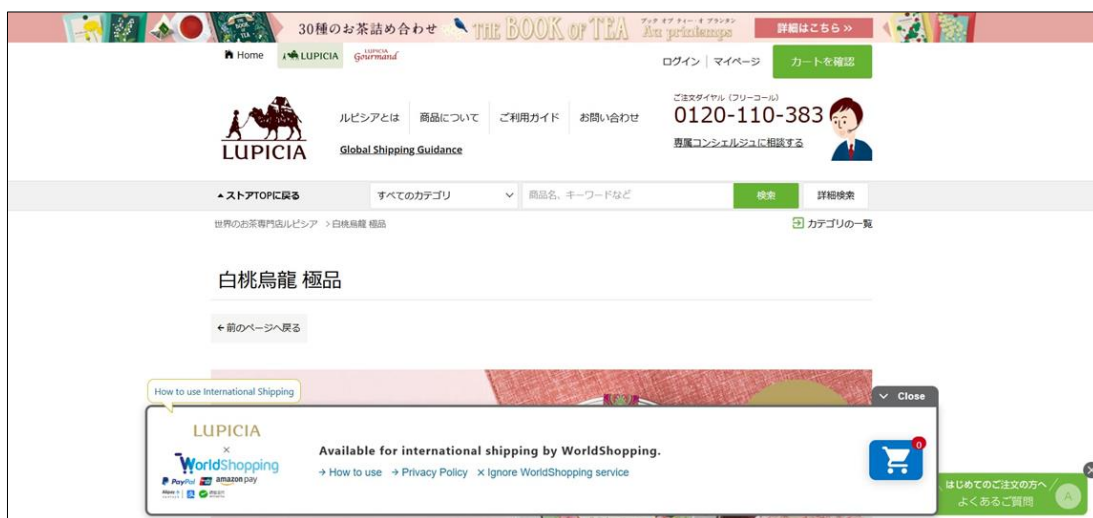 30種のお茶詰め合わせ THE BOOK OF TEA Au printemps 詳細はこちら »
Home LUPICIA LUPICIA Gourmand
ログイン マイページ カートを確認
ご注文ダイヤル (フリーコール)
ルピシアとは 商品について ご利用ガイド お問い合わせ 0120-110-383
LUPICIA Global Shipping Guidance 専属コンシェルジュに相談する
ストアTOPに戻る すべてのカテゴリ 商品名、キーワードなど 検索 詳細検索
世界のお茶専門店ルピシア >白桃烏龍 極品 カテゴリの一覧
白桃烏龍 極品
←前のページへ戻る
How to use International Shipping
Close
LUPICIA
×
WorldShopping
PayPal amazon pay
Available for international shipping by WorldShopping.
→ How to use → Privacy Policy × Ignore WorldShopping service
0
はじめてのご注文の方へ
よくあるご質問
A